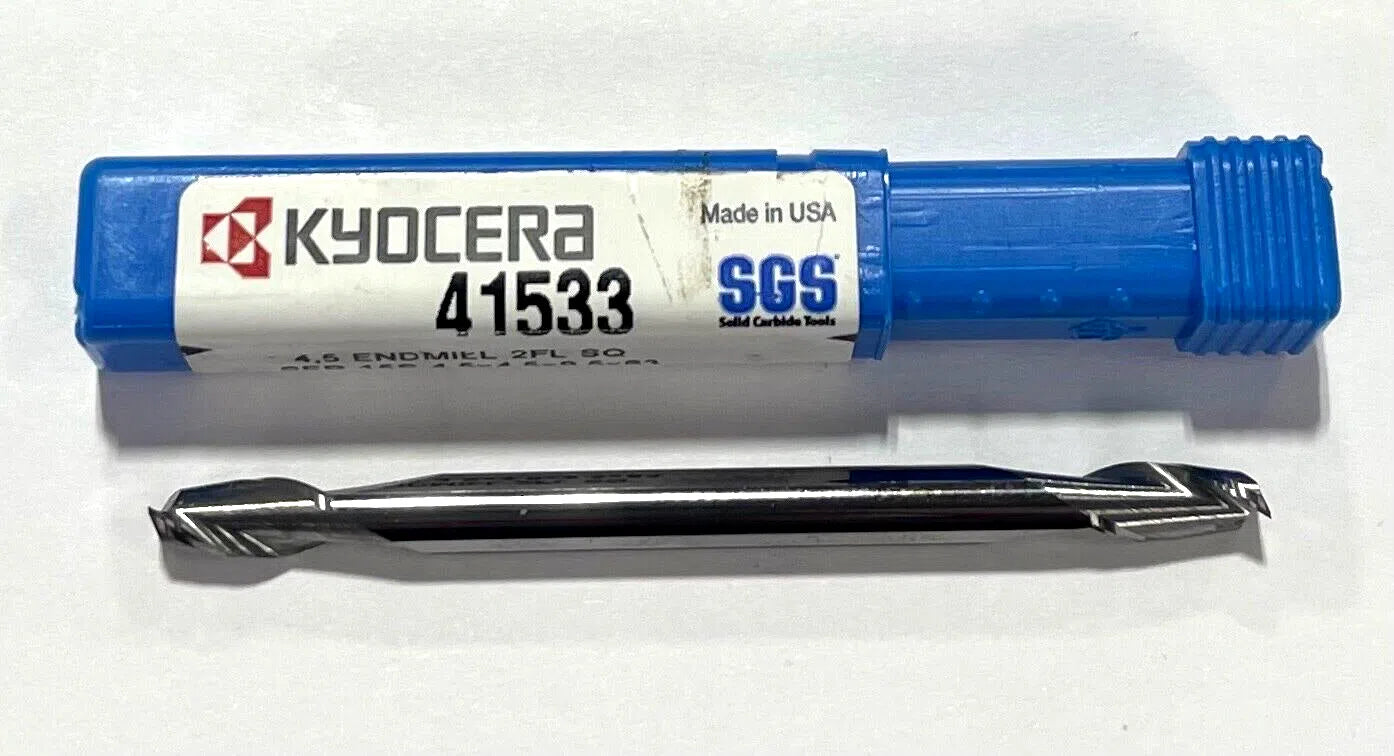 KYOCERA
Made in USA
41533
SGS
Solid Carbide Tools
4.5 ENDMILL 2FL SQ